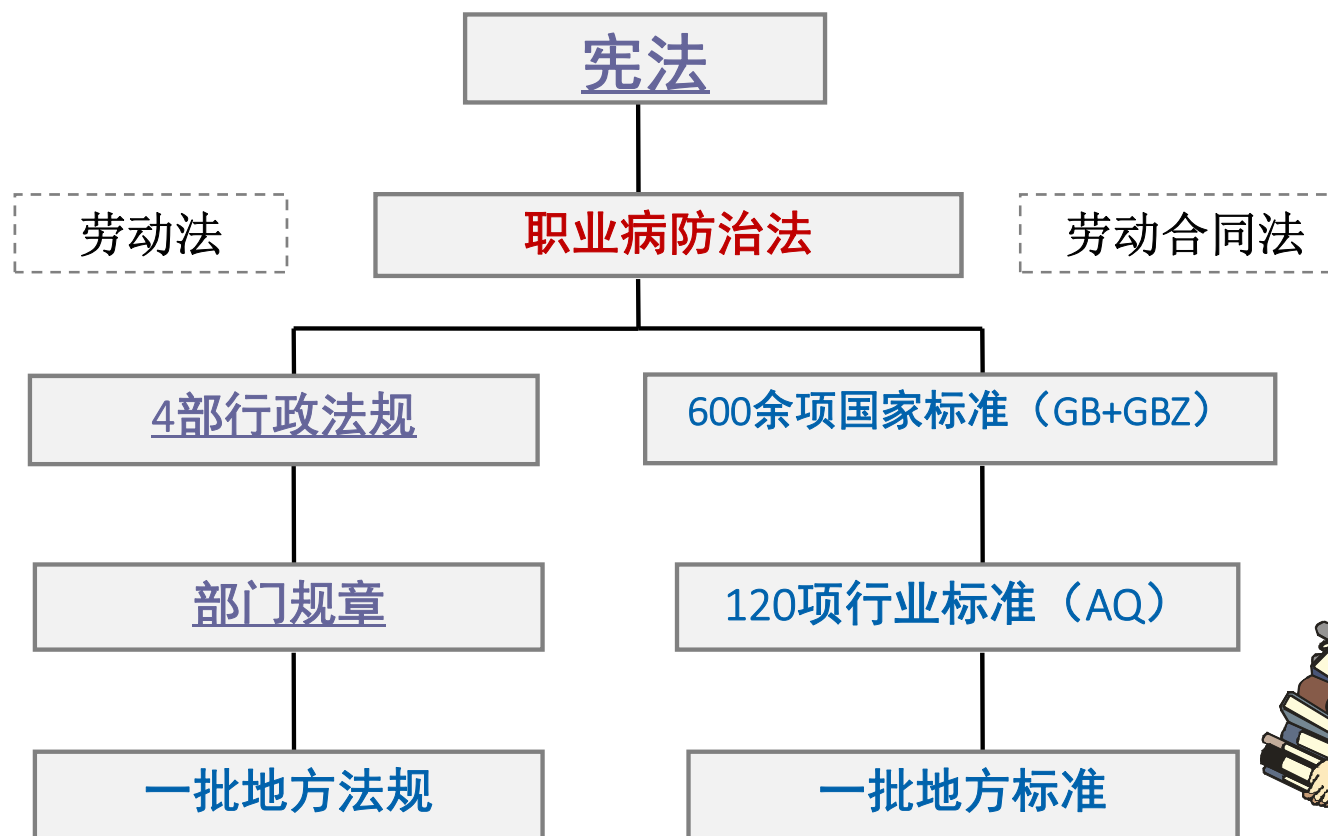 宪法
劳动法
职业病防治法
劳动合同法
4部行政法规
600余项国家标准（GB+GBZ）
部门规章
120项行业标准（AQ）
一批地方法规
一批地方标准